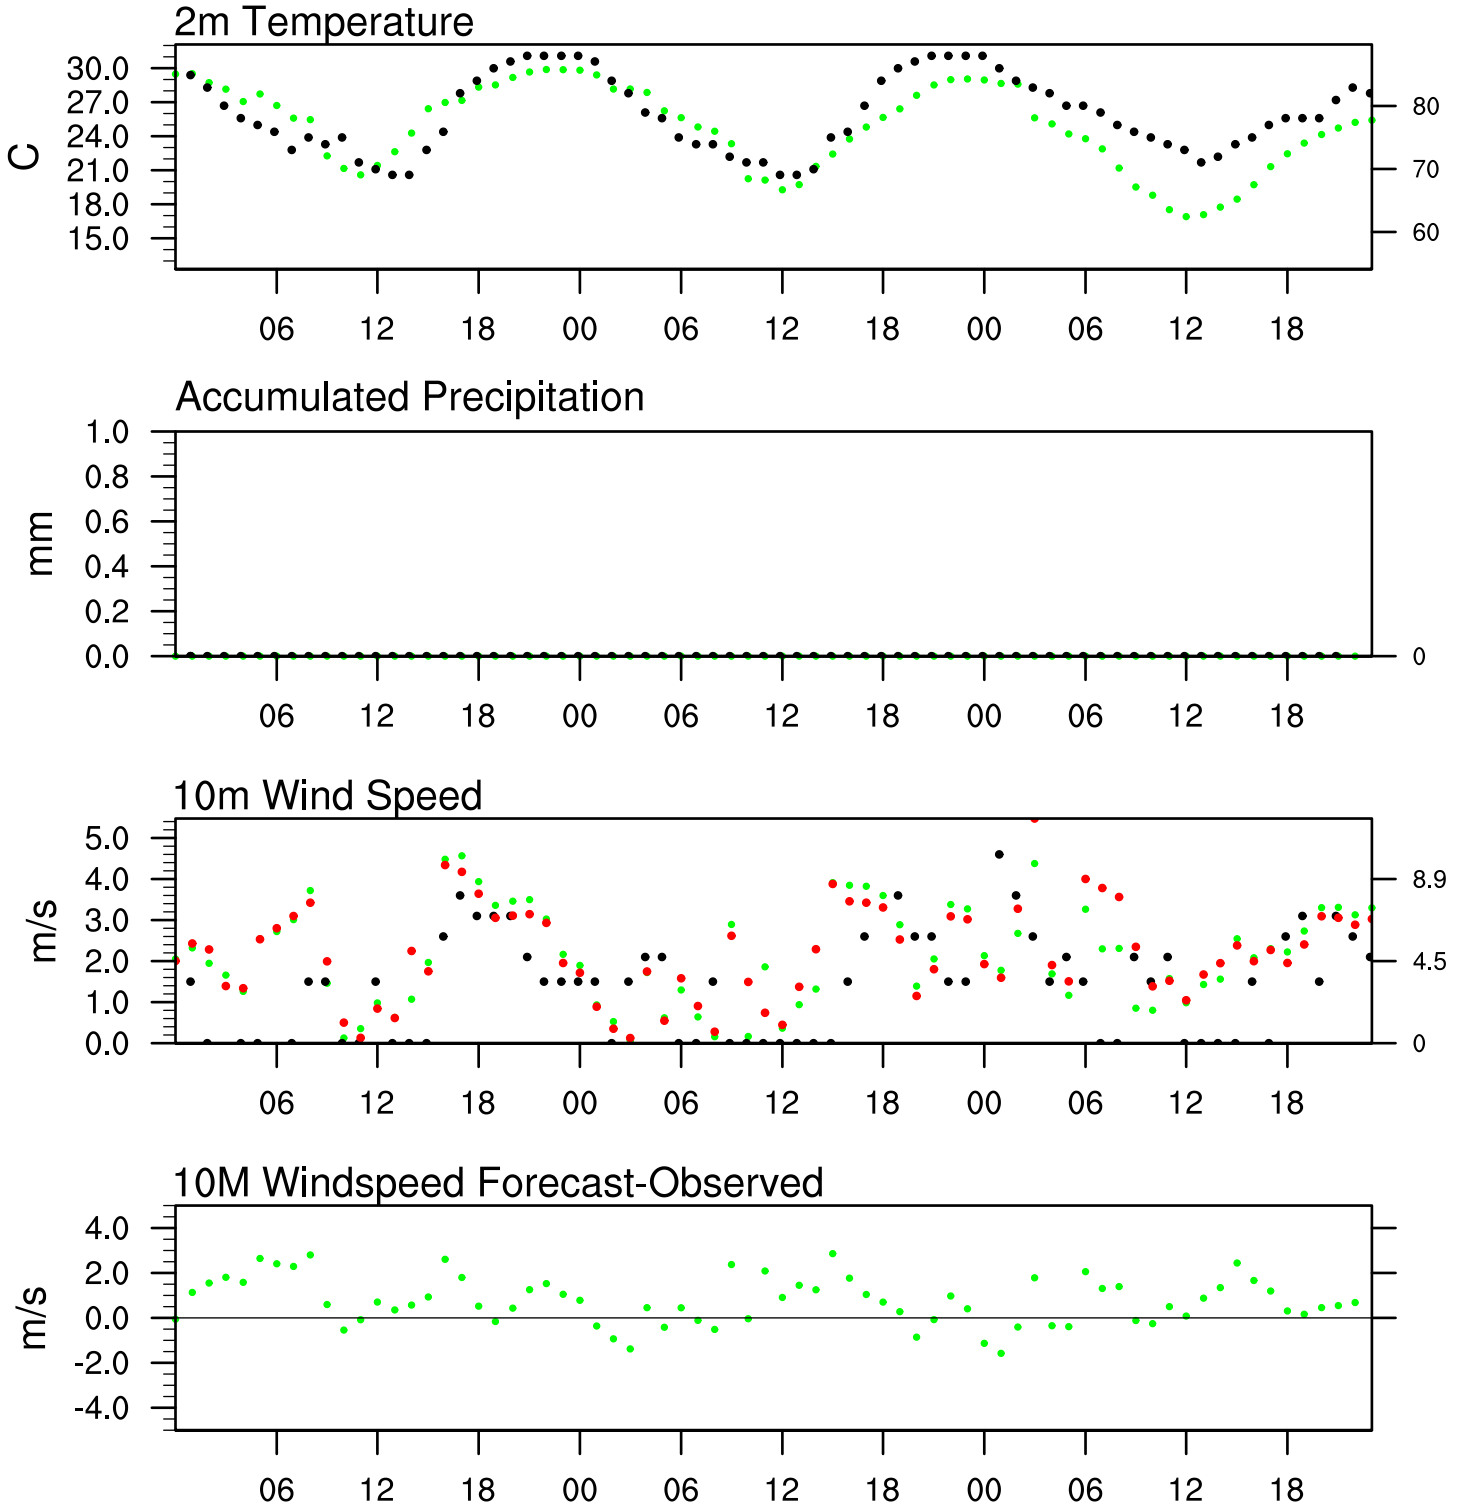 2m Temperature
30.0
27.0
24.0
21.0
18.0
15.0
C
80
70
60
06 12 18 00 06 12 18 00 06 12 18
Accumulated Precipitation
1.0
0.8
0.6
0.4
0.2
0.0
mm
0
06 12 18 00 06 12 18 00 06 12 18
10m Wind Speed
5.0
4.0
3.0
2.0
1.0
0.0
m/s
8.9
4.5
0
06 12 18 00 06 12 18 00 06 12 18
10M Windspeed Forecast-Observed
4.0
2.0
0.0
-2.0
-4.0
m/s
06 12 18 00 06 12 18 00 06 12 18